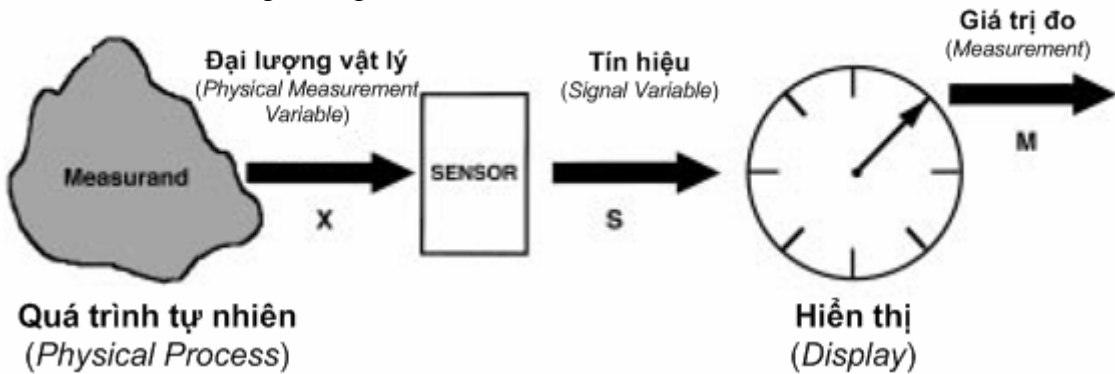 Giá trị đo
(Measurement)
Đại lượng vật lý
(Physical Measurement
Variable)
Tín hiệu
(Signal Variable)
Measurand
SENSOR
M
X
S
Quá trình tự nhiên
(Physical Process)
Hiển thị
(Display)